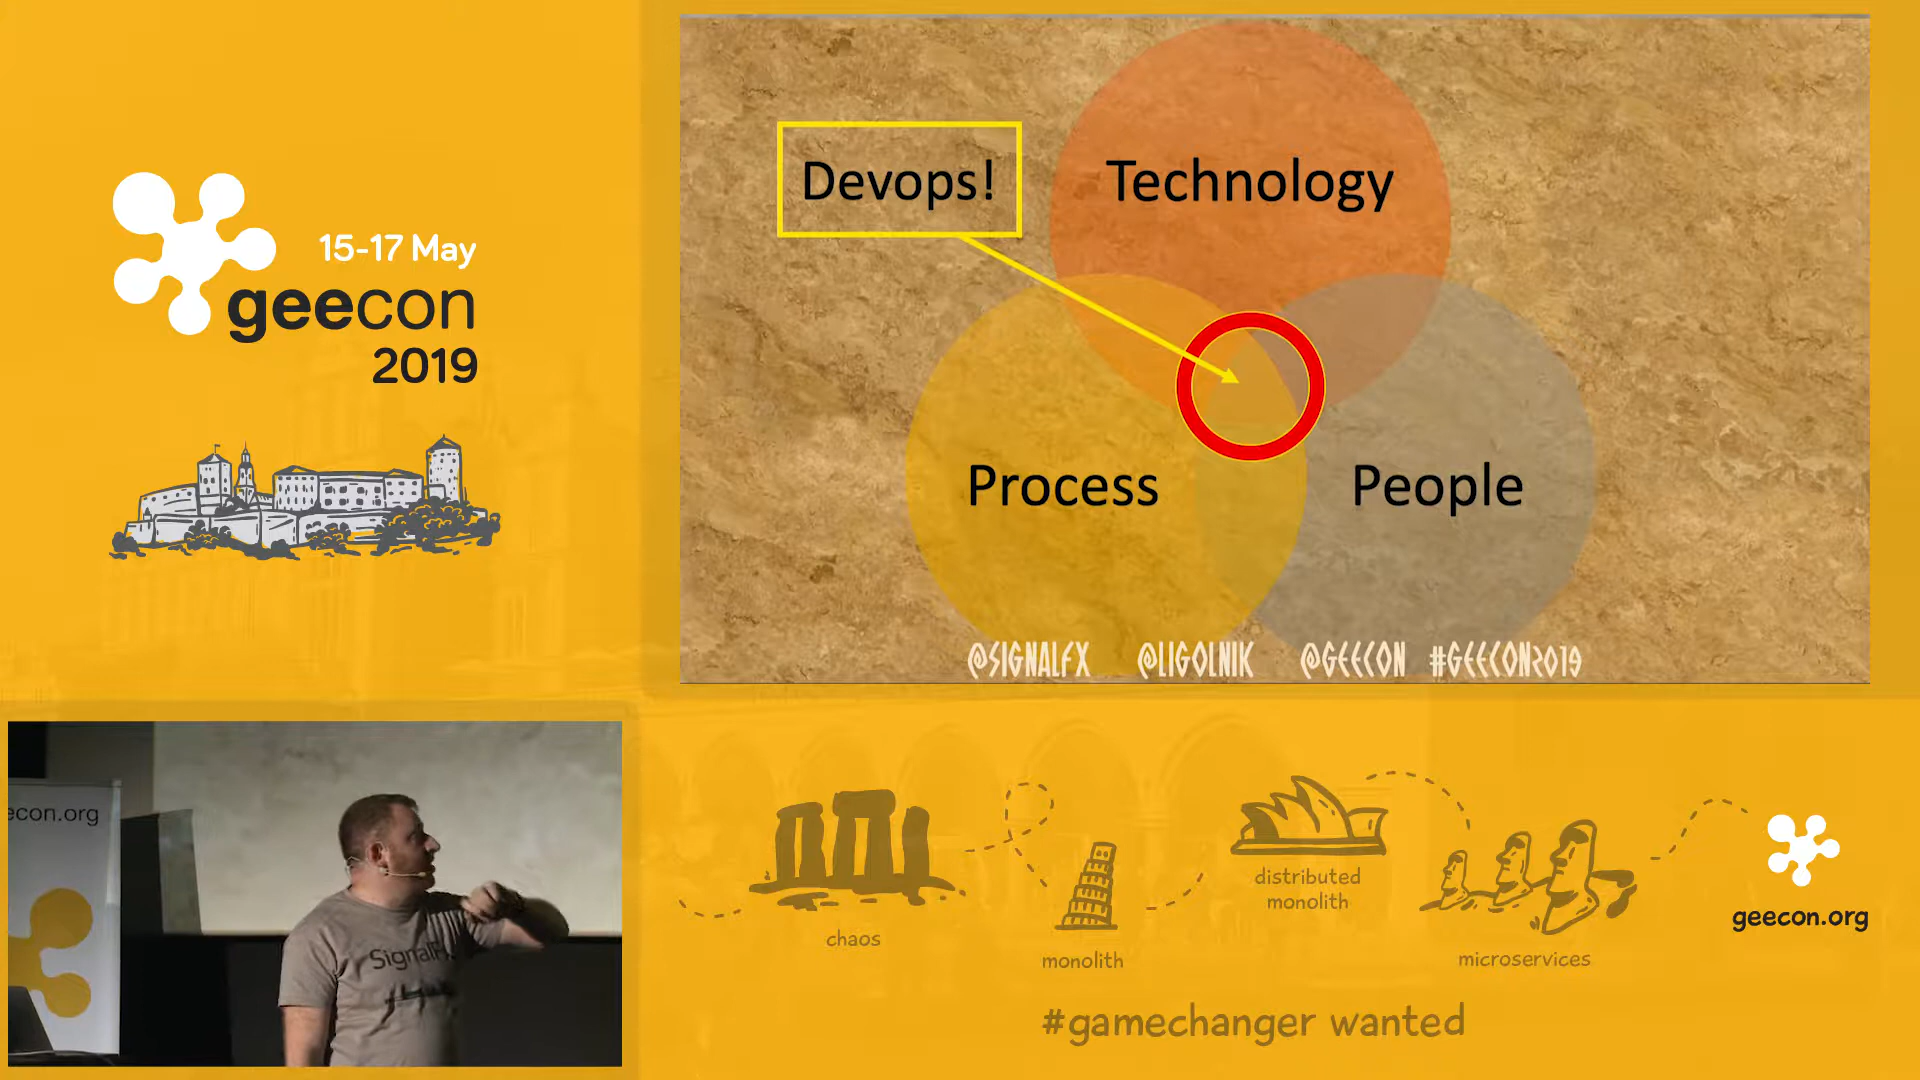 15-17 May
geecon
2019
Devops!
Technology
Process
People
@SIGNALFX @LIGOLNIK @GEECON #GEECON2019
econ.org
chaos
monolith
distributed
monolith
microservices
geecon.org
#gamechanger wanted